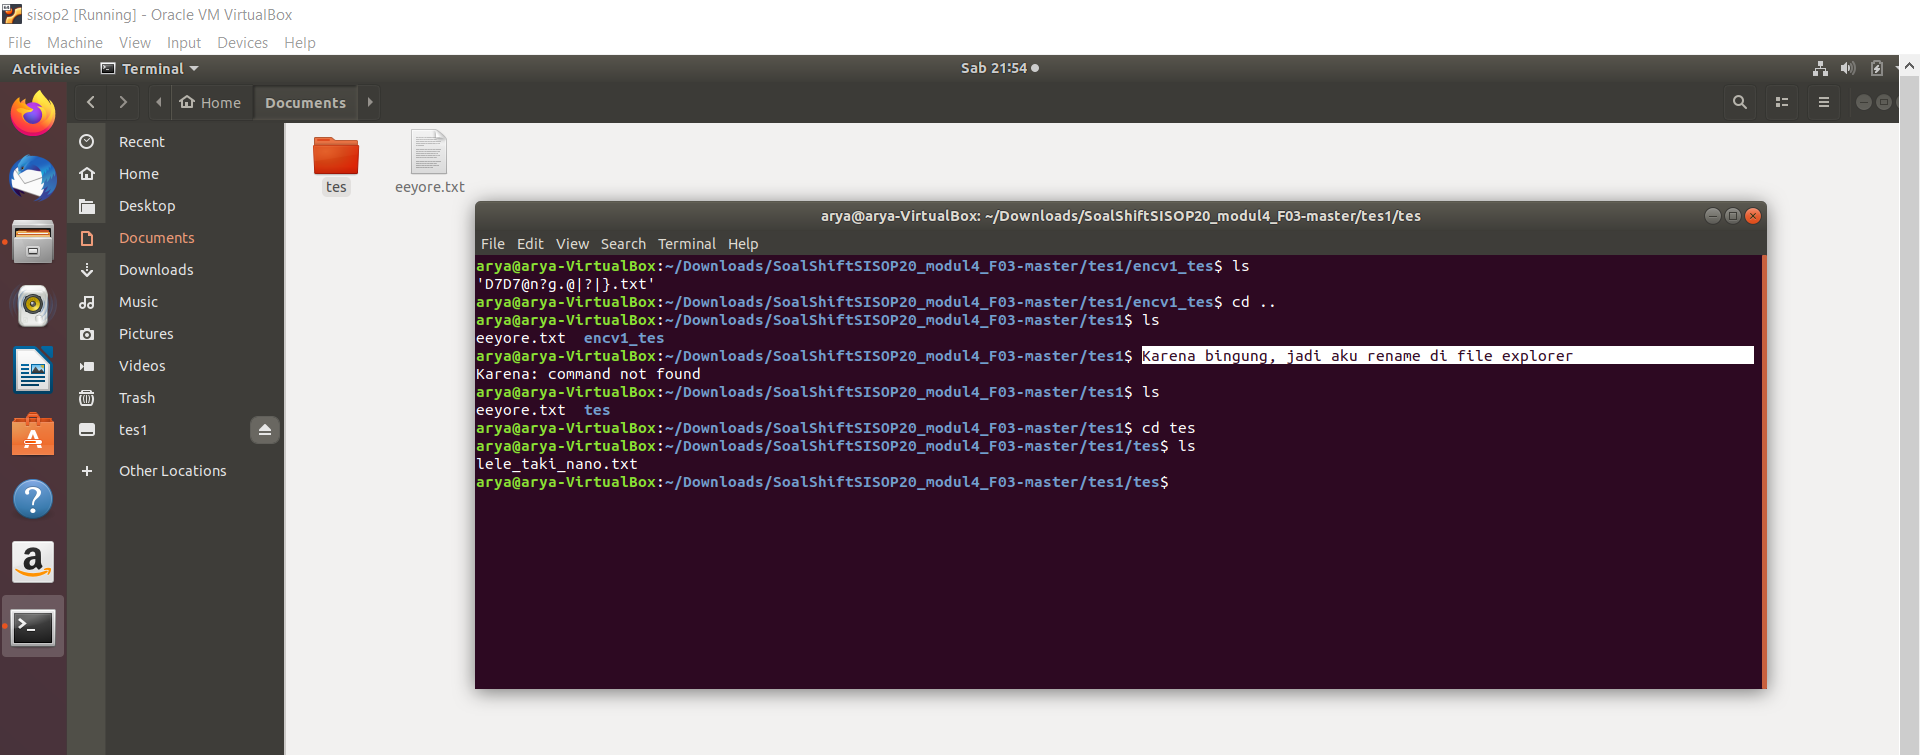 sisop2 [Running] - Oracle VM VirtualBox
File Machine View Input Devices Help
Activities Terminal Sab 21:54
Home Documents
Recent
Home
Desktop
Documents
Downloads
Music
Pictures
Videos
Trash
tes1
Other Locations
tes eeyore.txt
arya@arya-VirtualBox: ~/Downloads/SoalShiftSISOP20_modul4_F03-master/tes1/tes
File Edit View Search Terminal Help
arya@arya-VirtualBox:~/Downloads/SoalShiftSISOP20_modul4_F03-master/tes1/encv1_tes$ ls
'D7D7@n?g.@|?|}.txt'
arya@arya-VirtualBox:~/Downloads/SoalShiftSISOP20_modul4_F03-master/tes1/encv1_tes$ cd ..
arya@arya-VirtualBox:~/Downloads/SoalShiftSISOP20_modul4_F03-master/tes1$ ls
eeyore.txt encv1_tes
arya@arya-VirtualBox:~/Downloads/SoalShiftSISOP20_modul4_F03-master/tes1$ Karena bingung, jadi aku rename di file explorer
Karena: command not found
arya@arya-VirtualBox:~/Downloads/SoalShiftSISOP20_modul4_F03-master/tes1$ ls
eeyore.txt tes
arya@arya-VirtualBox:~/Downloads/SoalShiftSISOP20_modul4_F03-master/tes1$ cd tes
arya@arya-VirtualBox:~/Downloads/SoalShiftSISOP20_modul4_F03-master/tes1/tes$ ls
lele_taki_nano.txt
arya@arya-VirtualBox:~/Downloads/SoalShiftSISOP20_modul4_F03-master/tes1/tes$